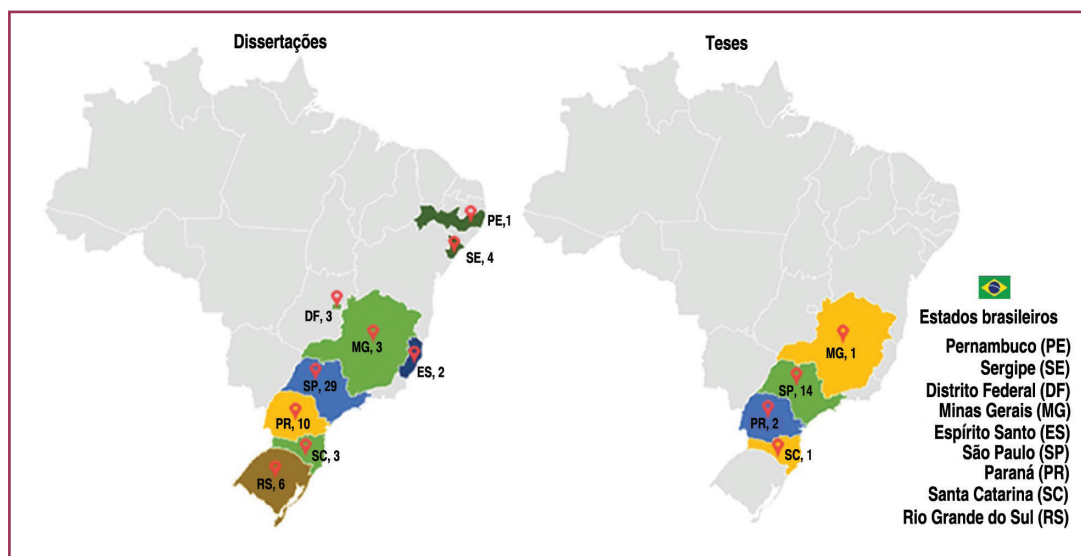 Dissertações
PE,1
SE, 4
DF, 3
MG, 3
ES, 2
SP, 29
PR, 10
SC, 3
RS, 6
Teses
MG, 1
SP, 14
PR, 2
SC, 1
Estados brasileiros
Pernambuco (PE)
Sergipe (SE)
Distrito Federal (DF)
Minas Gerais (MG)
Espírito Santo (ES)
São Paulo (SP)
Paraná (PR)
Santa Catarina (SC)
Rio Grande do Sul (RS)